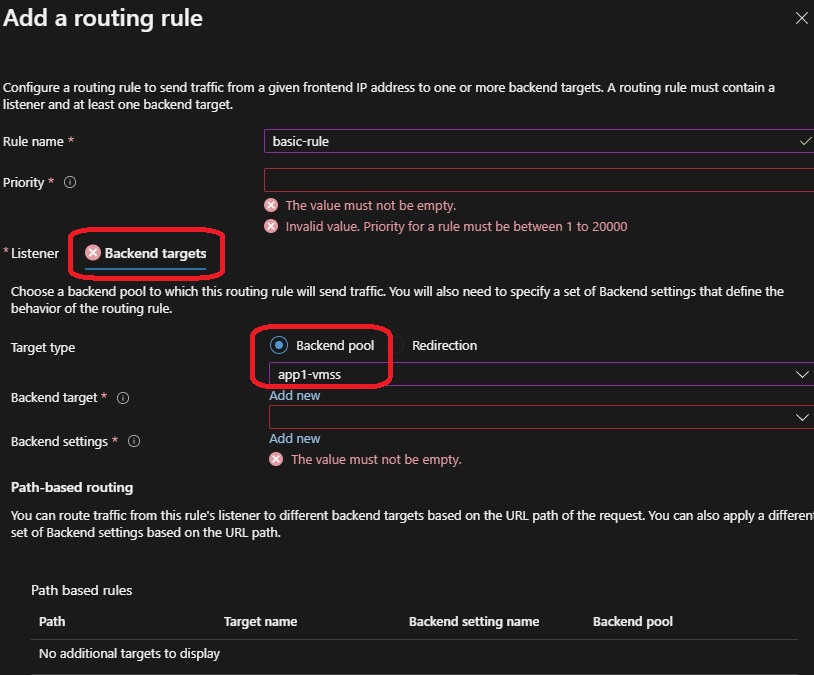 Add a routing rule
Configure a routing rule to send traffic from a given frontend IP address to one or more backend targets. A routing rule must contain a
listener and at least one backend target.
Rule name *
basic-rule
Priority *
The value must not be empty.
Invalid value. Priority for a rule must be between 1 to 20000
* Listener
Backend targets
Choose a backend pool to which this routing rule will send traffic. You will also need to specify a set of Backend settings that define the
behavior of the routing rule.
Target type
Backend pool
Redirection
app1-vmss
Backend target *
Add new
Backend settings *
Add new
The value must not be empty.
Path-based routing
You can route traffic from this rule's listener to different backend targets based on the URL path of the request. You can also apply a different
set of Backend settings based on the URL path.
Path based rules
Path Target name Backend setting name Backend pool
No additional targets to display